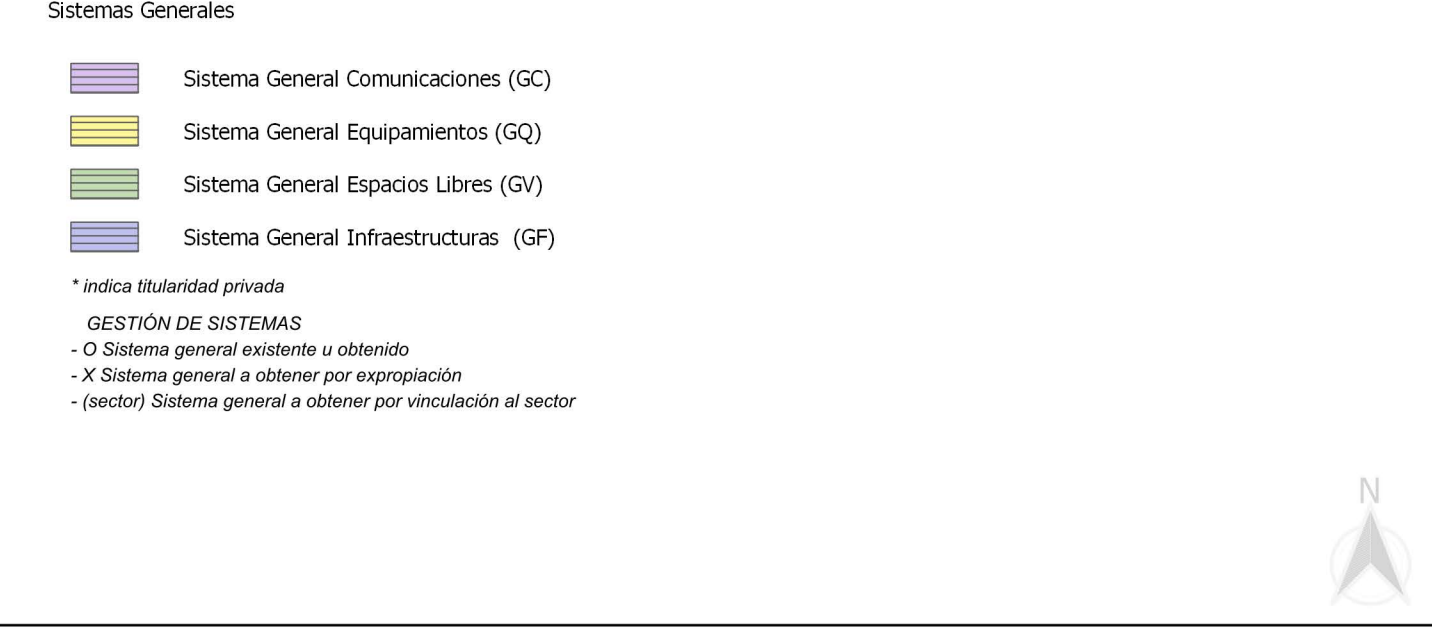 Sistemas Generales
Sistema General Comunicaciones (GC)
Sistema General Equipamientos (GQ)
Sistema General Espacios Libres (GV)
Sistema General Infraestructuras  (GF)
* indica titularidad privada
GESTIÓN DE SISTEMAS
- O Sistema general existente u obtenido
- X Sistema general a obtener por expropiación
- (sector) Sistema general a obtener por vinculación al sector
N